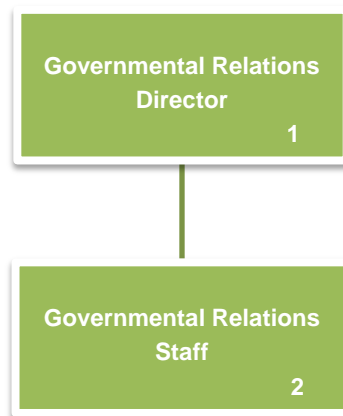 Governmental Relations
Director
1
Governmental Relations
Staff
2